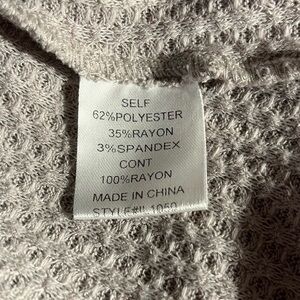 SELF
62%POLYESTER
35%RAYON
3%SPANDEX
CONT
100%RAYON
MADE IN CHINA